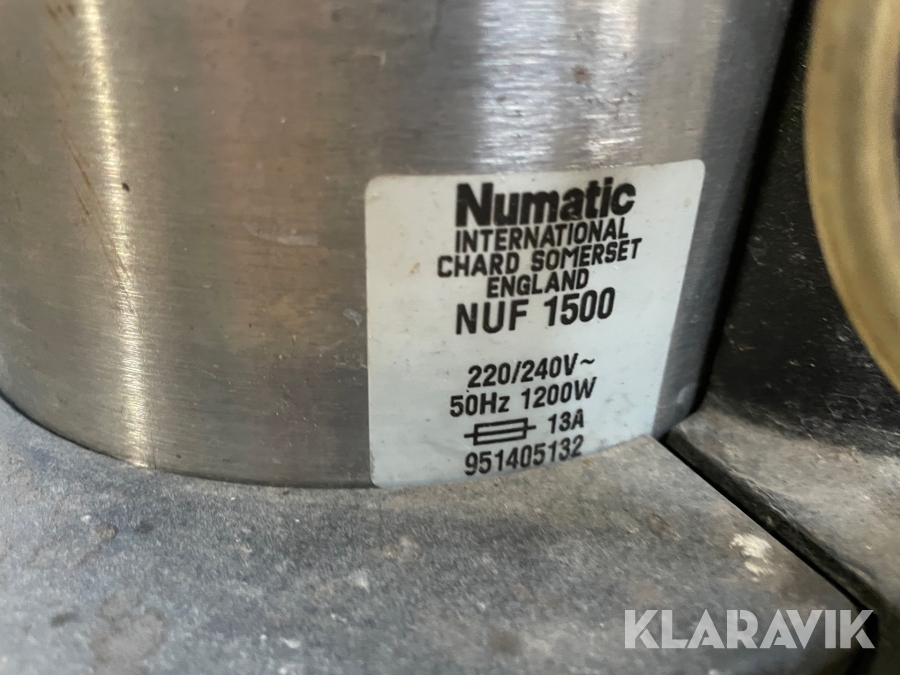 Numatic
INTERNATIONAL
CHARD SOMERSET
ENGLAND
NUF 1500
220/240V~
50Hz 1200W
13A
951405132
KLARAVIK